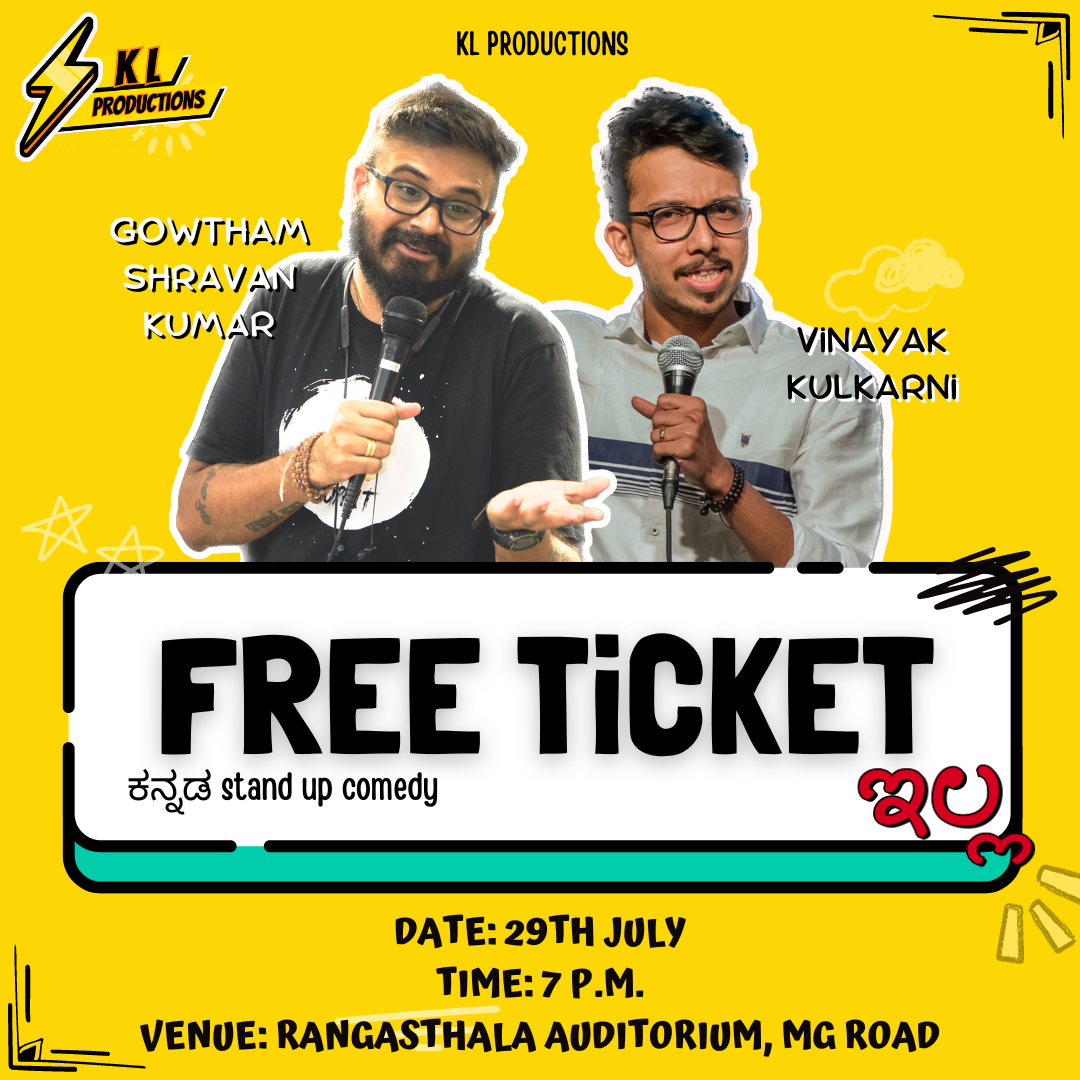 KL
PRODUCTIONS
KL PRODUCTIONS
GOWTHAM
SHRAVAN
KUMAR
ViNAYAK
KULKARNi
FREE TiCKET
ಕನ್ನಡ stand up comedy
ಇಲ್ಲ
DATE: 29TH JULY
TIME: 7 P.M.
VENUE: RANGASTHALA AUDITORIUM, MG ROAD